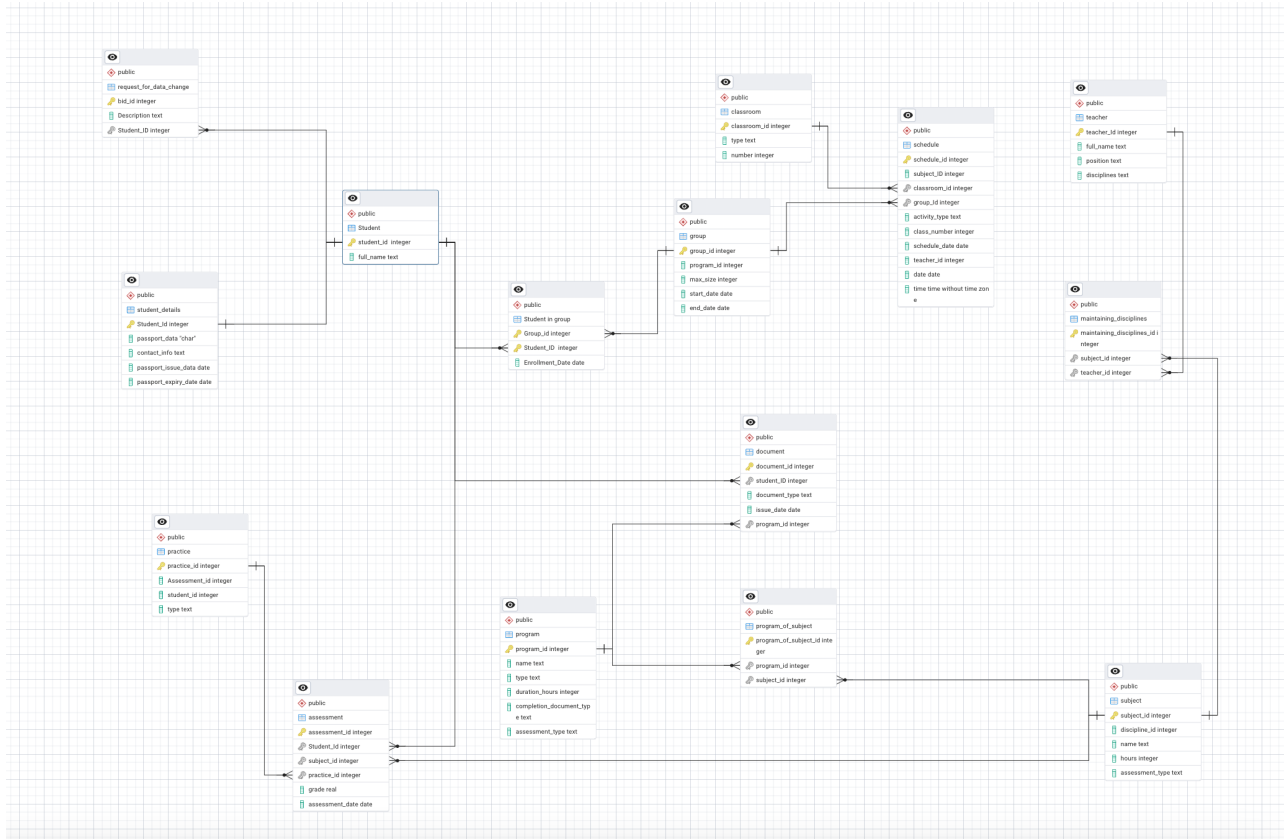 public
request_for_data_change
bid_id integer
Description text
Student_ID integer
public
Student
student_id integer
full_name text
public
student_details
Student_Id integer
passport_data "char"
contact_info text
passport_issue_data date
passport_expiry_date date
public
classroom
classroom_id integer
type text
number integer
public
schedule
schedule_id integer
subject_ID integer
classroom_id integer
group_Id integer
activity_type text
class_number integer
schedule_date date
teacher_id integer
date date
time time without time zon
e
public
teacher
teacher_Id integer
full_name text
position text
disciplines text
public
group
group_id integer
program_id integer
max_size integer
start_date date
end_date date
public
Student in group
Group_id integer
Student_ID integer
Enrollment_Date date
public
maintaining_disciplines
maintaining_disciplines_id i
nteger
subject_id integer
teacher_id integer
public
document
document_id integer
student_ID integer
document_type text
issue_date date
program_id integer
public
practice
practice_id integer
Assessment_id integer
student_id integer
type text
public
program
program_id integer
name text
type text
duration_hours integer
completion_document_typ
e text
assessment_type text
public
program_of_subject
program_of_subject_id inte
ger
program_id integer
subject_id integer
public
assessment
assessment_id integer
Student_Id integer
subject_id integer
practice_id integer
grade real
assessment_date date
public
subject
subject_id integer
discipline_id integer
name text
hours integer
assessment_type text